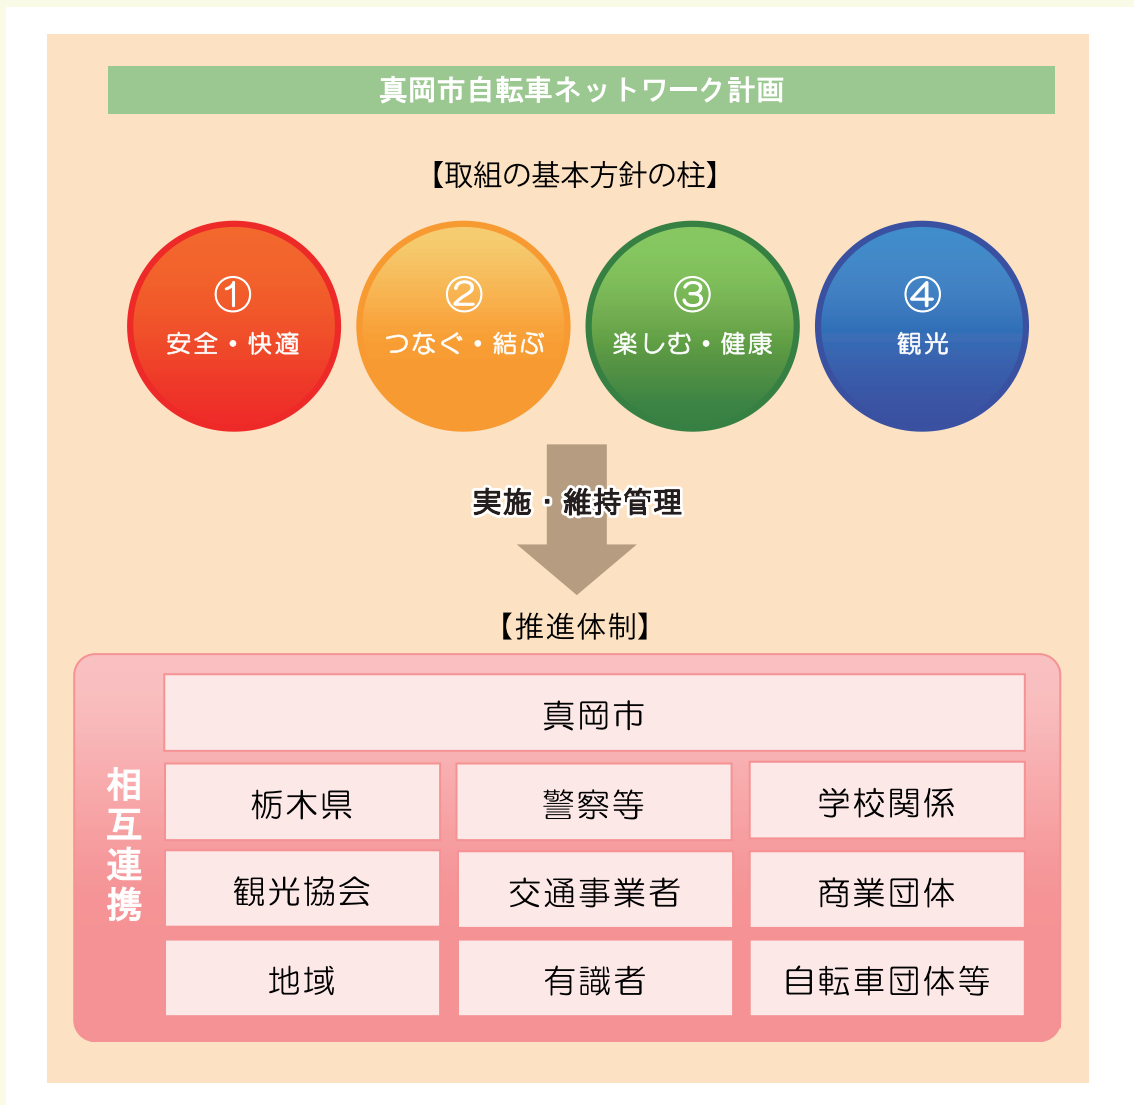 真岡市自転車ネットワーク計画
【取組の基本方針の柱】
①
安全・快適
②
つなぐ・結ぶ
③
楽しむ・健康
④
観光
実施・維持管理
【推進体制】
相互連携
真岡市
栃木県
警察等
学校関係
観光協会
交通事業者
商業団体
地域
有識者
自転車団体等